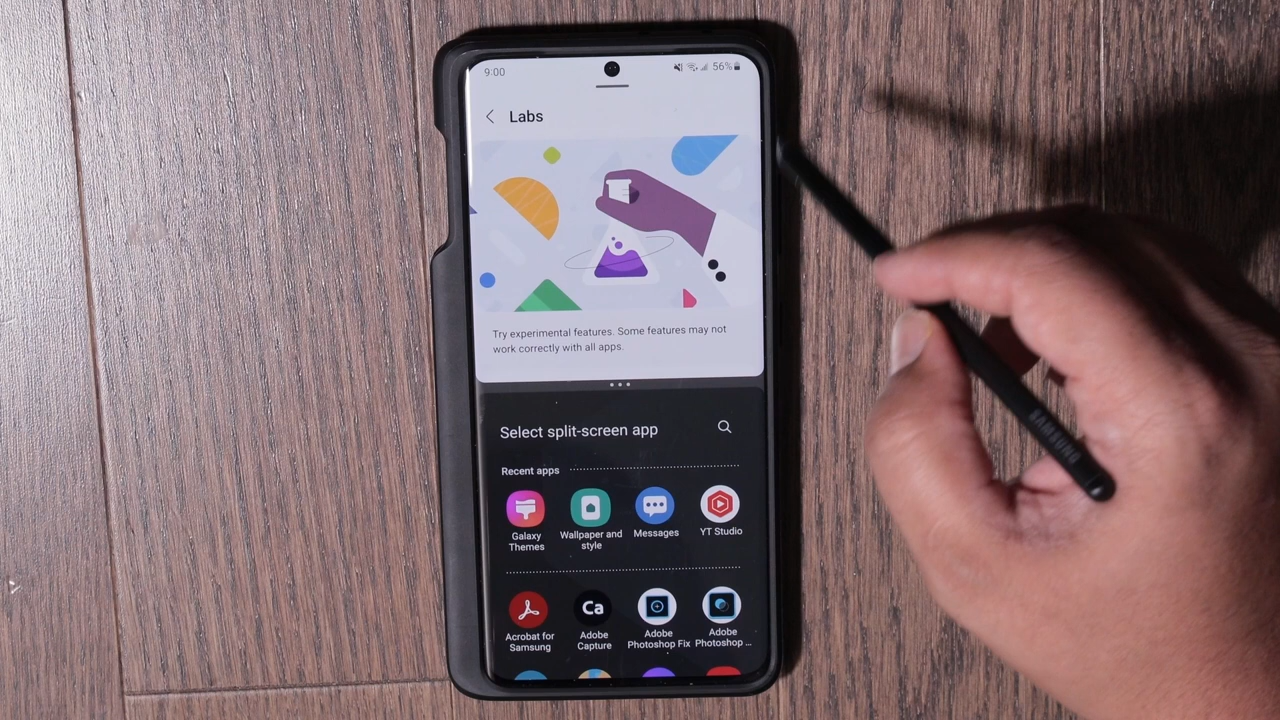 9:00
56%
Labs
Try experimental features. Some features may not
work correctly with all apps.
Select split-screen app
Recent apps
Galaxy
Themes
Wallpaper and
style
Messages
YT Studio
Ca
Acrobat for
Samsung
Adobe
Capture
Adobe
Photoshop Fix
Adobe
Photoshop ...
SAMSUNG